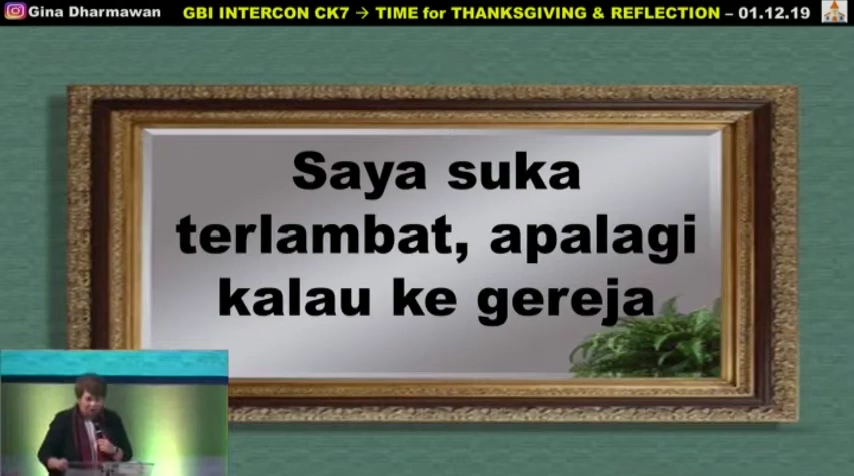 Gina Dharmawan
GBI INTERCON CK7 → TIME for THANKSGIVING & REFLECTION – 01.12.19
Saya suka
terlambat, apalagi
kalau ke gereja